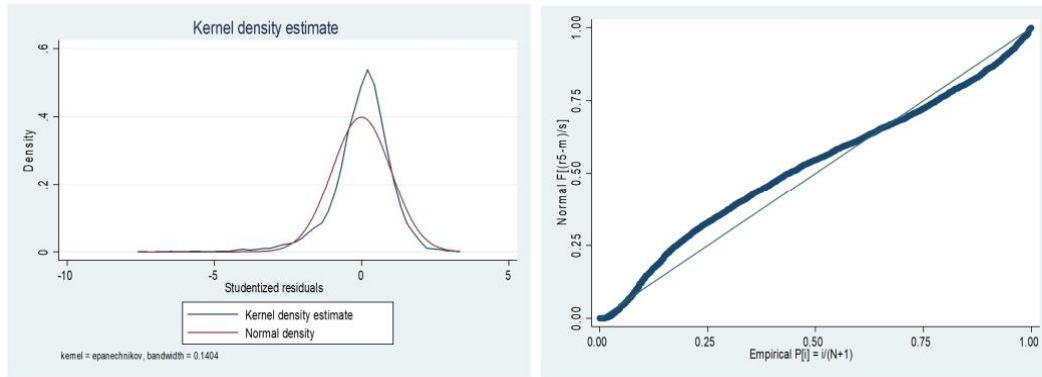 Kernel density estimate
.6
.4
.2
0
Density
-10
-5
0
5
Studentized residuals
Kernel density estimate
Normal density
kernel = epanechnikov, bandwidth = 0.1404
1.00
0.75
0.50
0.25
0.00
Normal F[(r5-m)/s]
0.00
0.25
0.50
0.75
1.00
Empirical P[i] = i/(N+1)